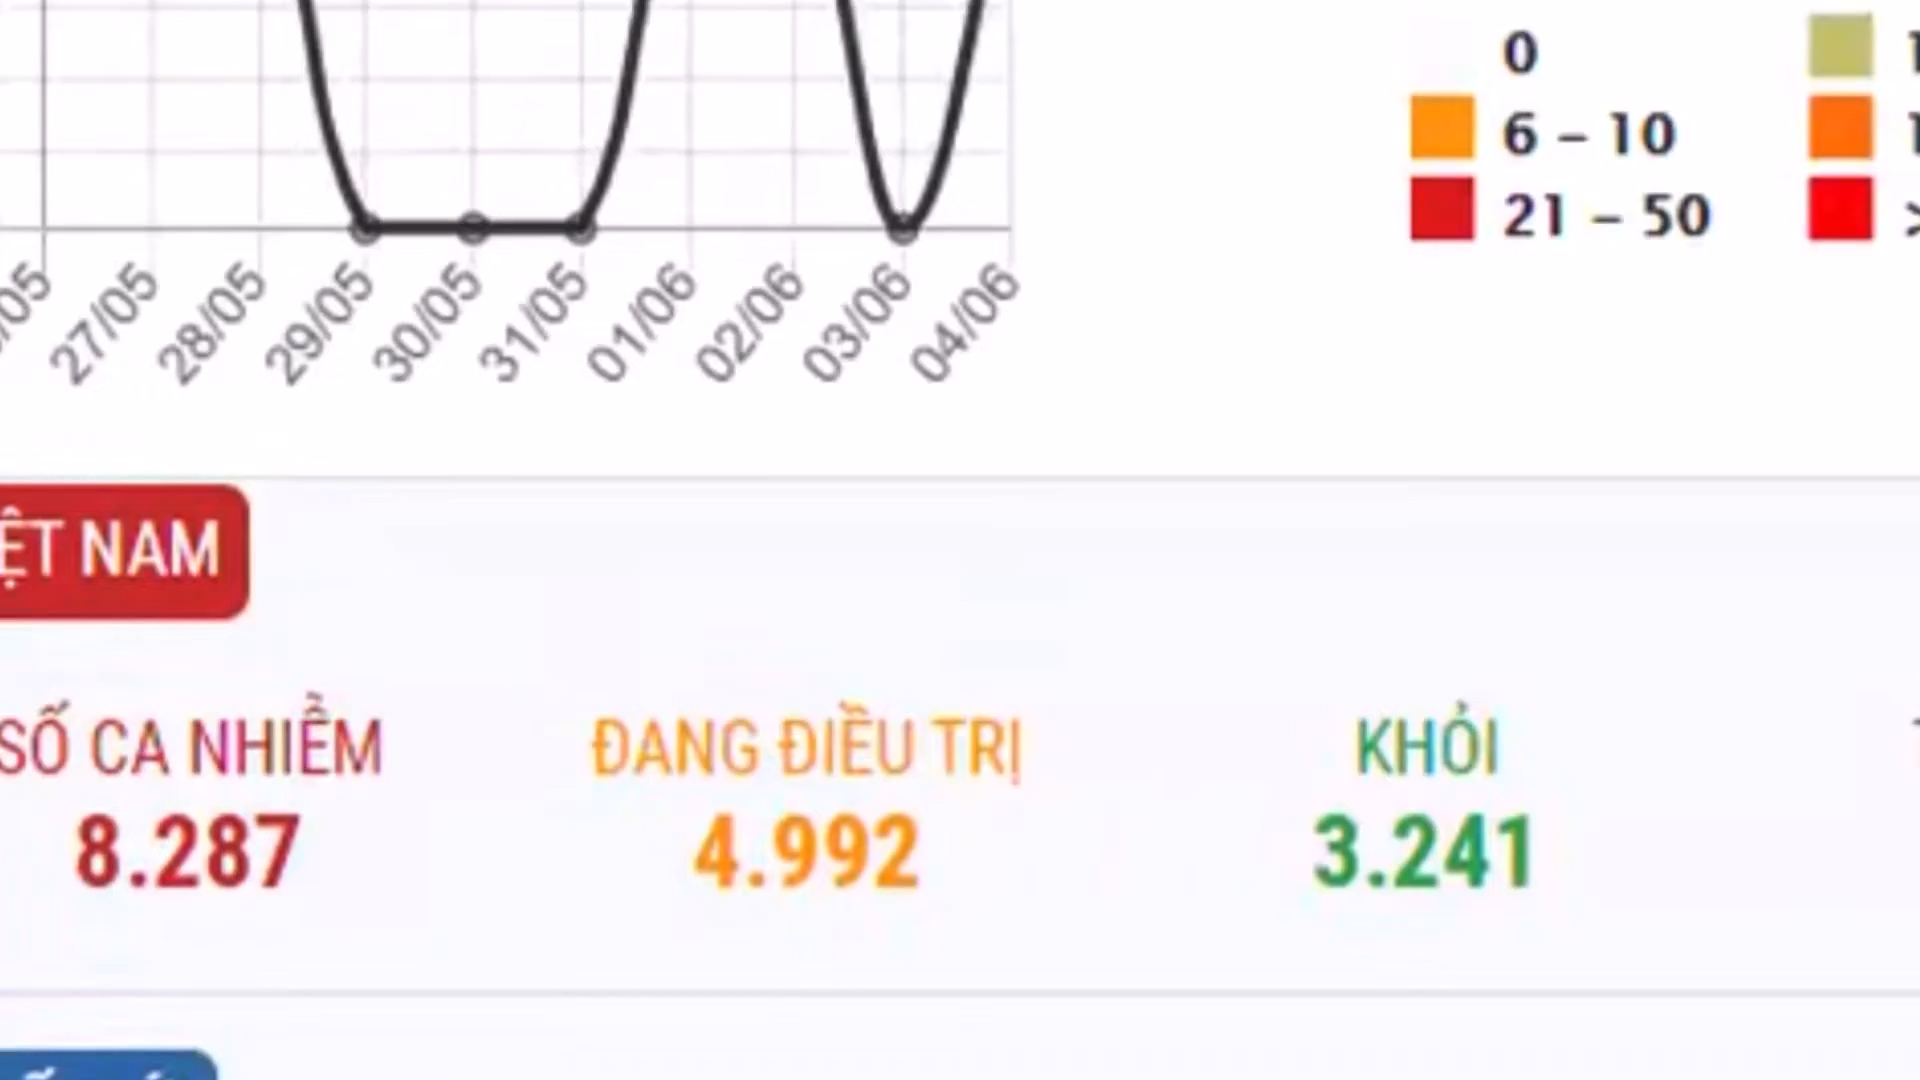 0
6 – 10
21 – 50
27/05
28/05
29/05
30/05
31/05
01/06
02/06
03/06
04/06
NAM
SỐ CA NHIỄM
ĐANG ĐIỀU TRỊ
KHỎI
8.287
4.992
3.241